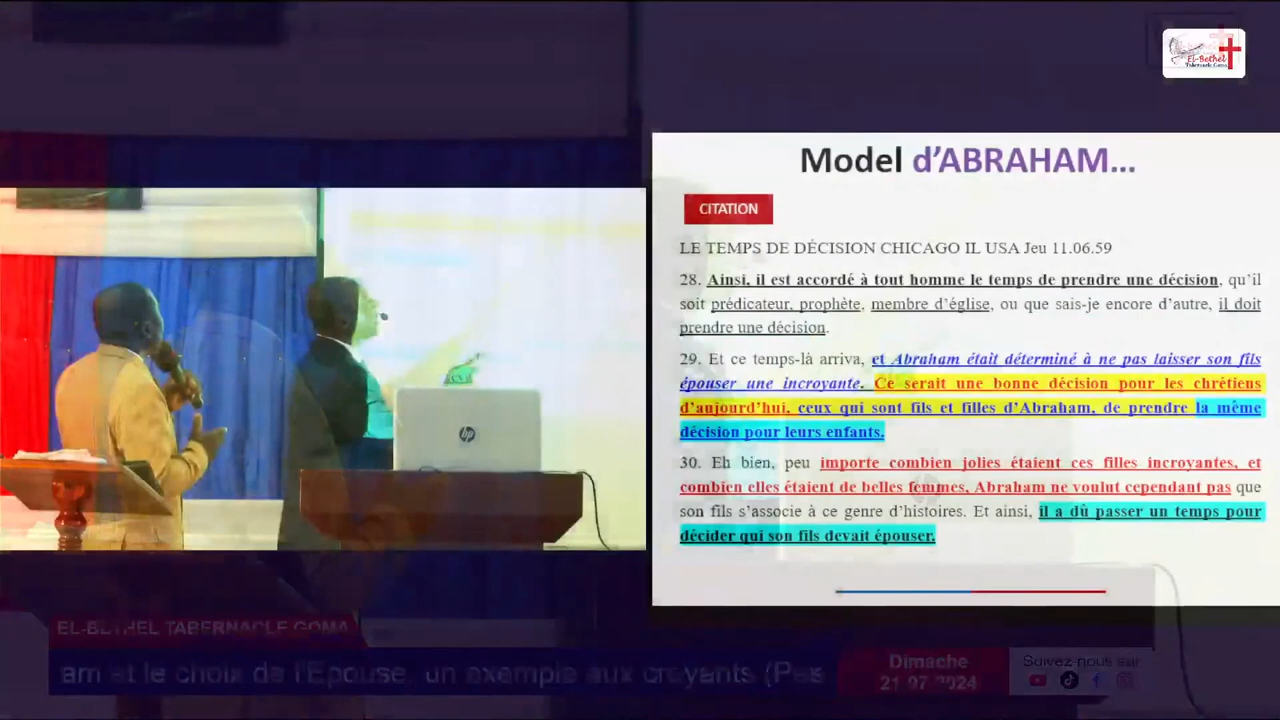 El-Bethel
Tabernacle Goma
Model d’ABRAHAM...
CITATION
LE TEMPS DE DÉCISION CHICAGO IL USA Jeu 11.06.59
28. Ainsi, il est accordé à tout homme le temps de prendre une décision, qu’il
soit prédicateur, prophète, membre d’église, ou que sais-je encore d’autre, il doit
prendre une décision.
29. Et ce temps-là arriva, et Abraham était déterminé à ne pas laisser son fils
épouser une incroyante. Ce serait une bonne décision pour les chrétiens
d’aujourd’hui, ceux qui sont fils et filles d’Abraham, de prendre la même
décision pour leurs enfants.
30. Eh bien, peu importe combien jolies étaient ces filles incroyantes, et
combien elles étaient de belles femmes, Abraham ne voulut cependant pas que
son fils s’associe à ce genre d’histoires. Et ainsi, il a dû passer un temps pour
décider qui son fils devait épouser.
hp
EL-BETHEL TABERNACLE GOMA
am et le choix de l'Epouse, un exemple aux croyants (Pas
Dimache
21 07 2024
Suivez-nous sur